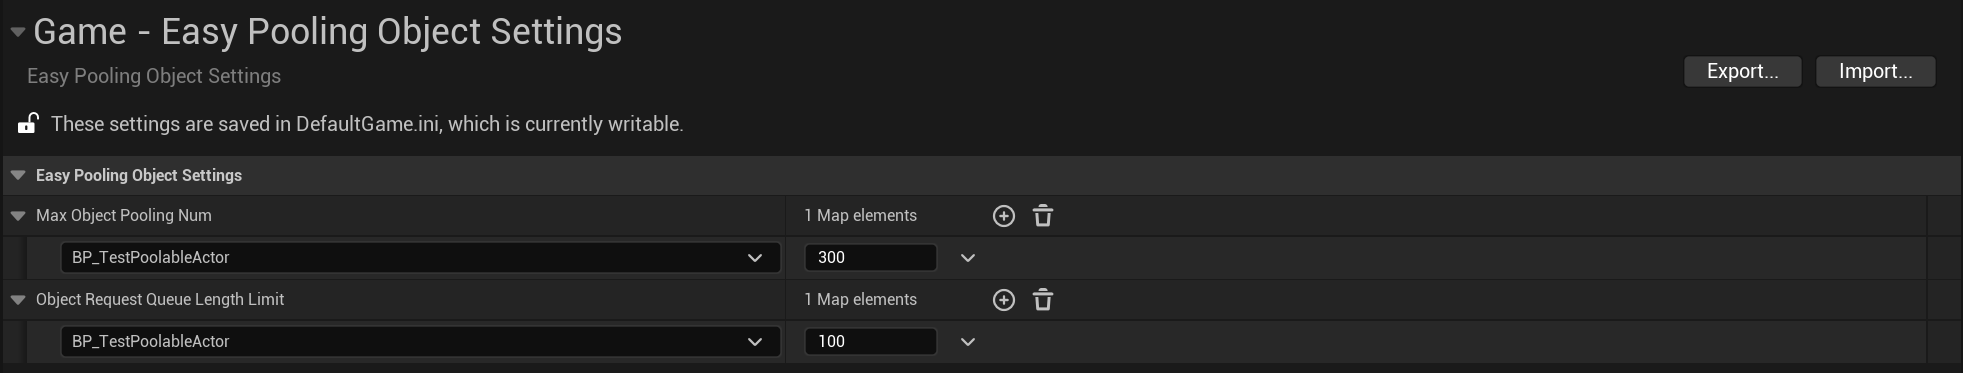 Game - Easy Pooling Object Settings
Easy Pooling Object Settings
Export...
Import...
These settings are saved in DefaultGame.ini, which is currently writable.
Easy Pooling Object Settings
Max Object Pooling Num
1 Map elements
BP_TestPoolableActor
300
Object Request Queue Length Limit
1 Map elements
BP_TestPoolableActor
100